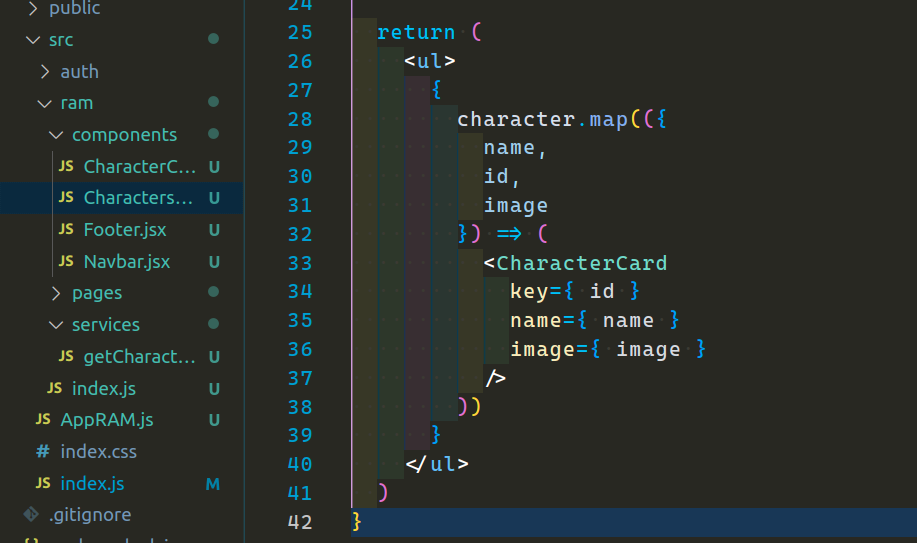 public
src
auth
ram
components
JS CharacterC... U
JS Characters... U
JS Footer.jsx U
JS Navbar.jsx U
pages
services
JS getCharact... U
JS index.js U
JS AppRAM.js U
# index.css
JS index.js M
.gitignore
24
25 return (
26 <ul>
27 {
28 character.map(({
29 name,
30 id,
31 image
32 }) => (
33 <CharacterCard
34 key={ id }
35 name={ name }
36 image={ image }
37 />
38 ))
39 }
40 </ul>
41 )
42 }